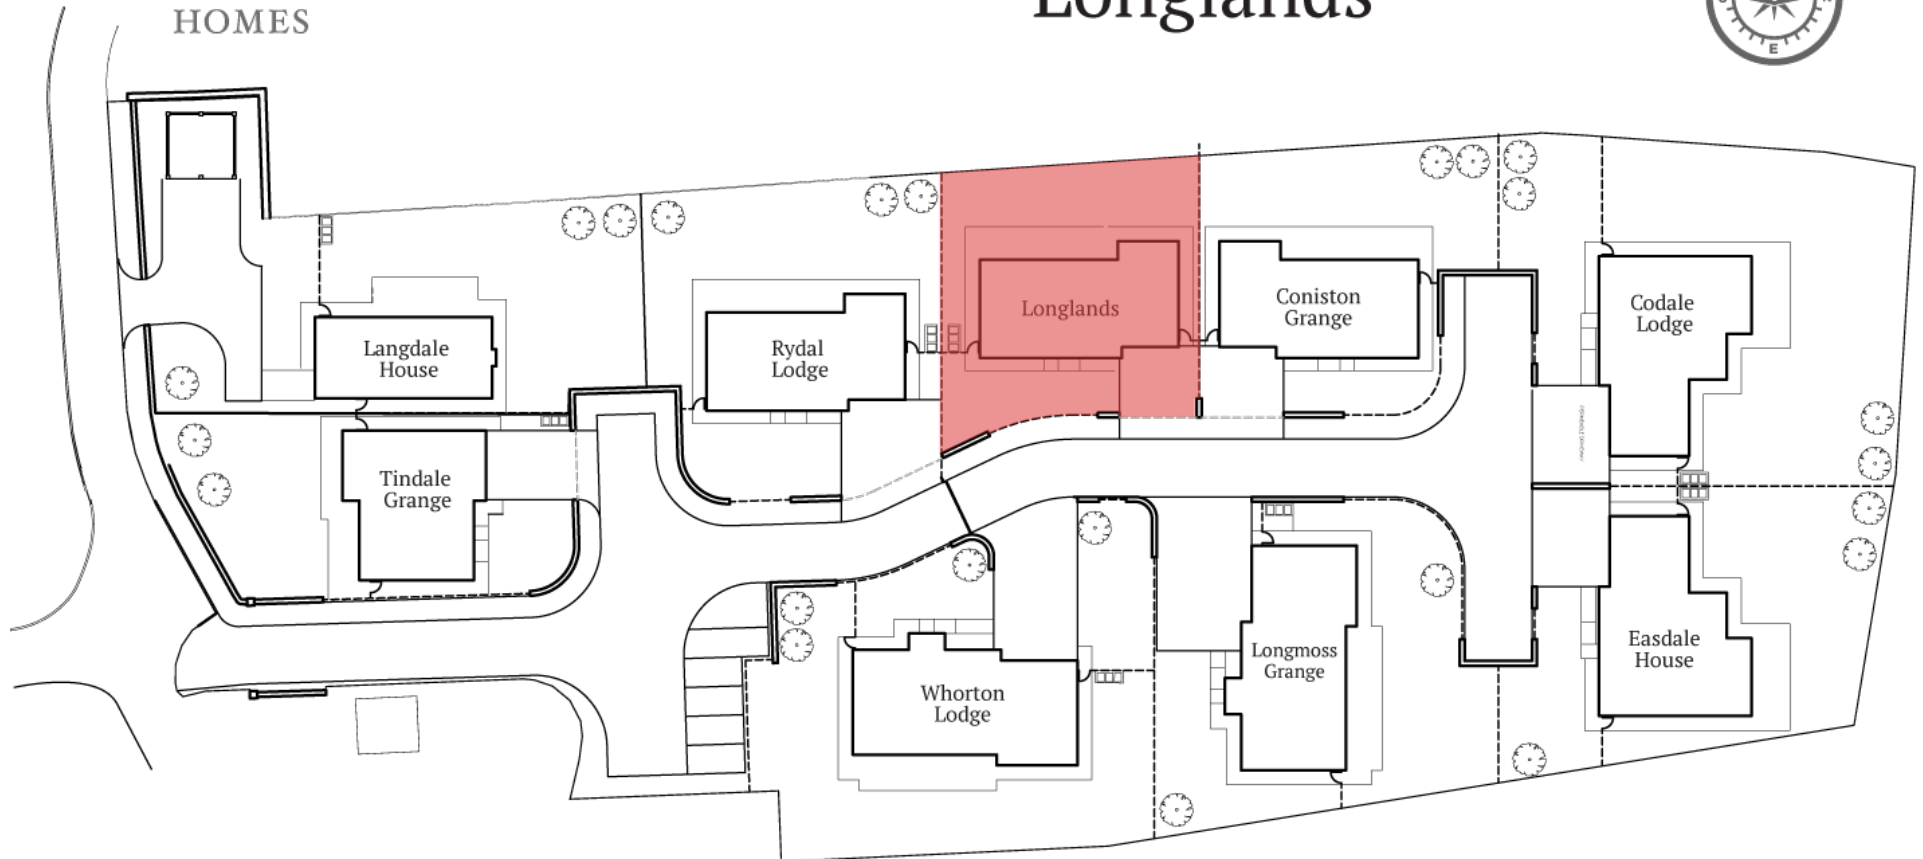 HOMES
Longlands
E
Langdale
House
Rydal
Lodge
Longlands
Coniston
Grange
Codale
Lodge
Tindale
Grange
Whorton
Lodge
Longmoss
Grange
Easdale
House